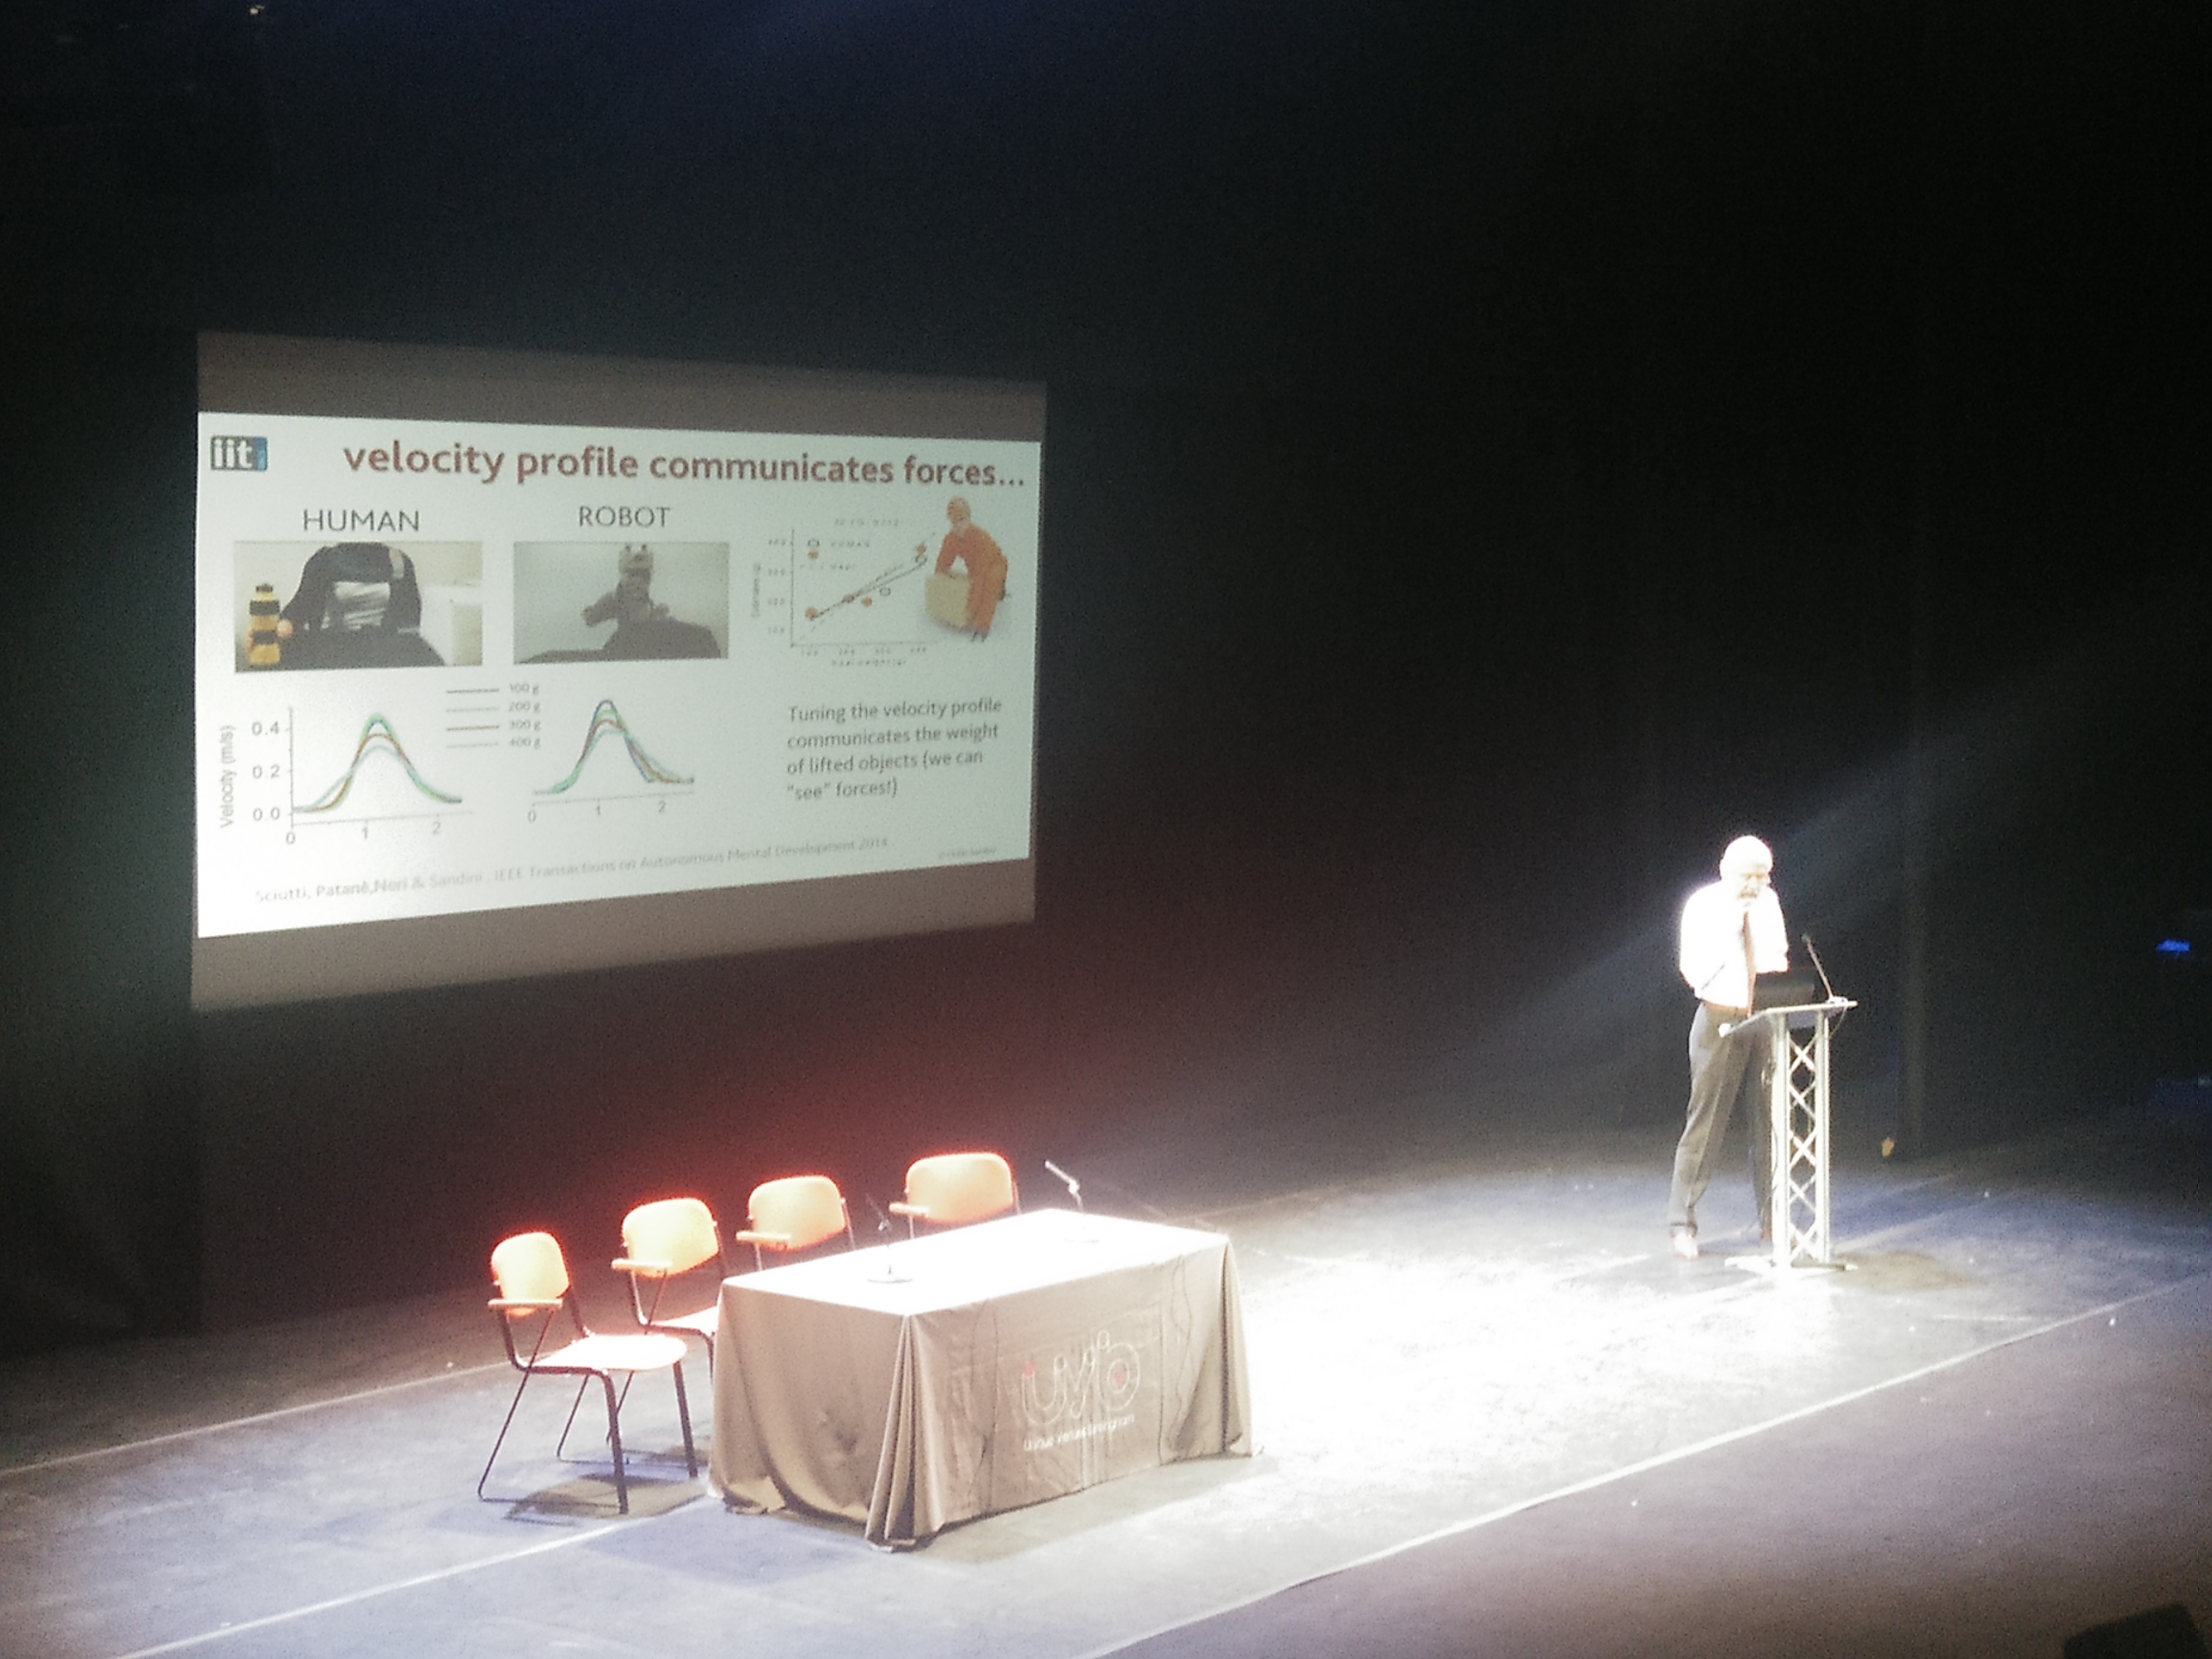 iit
velocity profile communicates forces...
HUMAN
ROBOT
100 g
200 g
300 g
400 g
Velocity (m/s)
0.4
0.2
0.0
0
1
2
0
1
2
Tuning the velocity profile
communicates the weight
of lifted objects (we can
"see" forces!)
Sciutti, Patanè,Nori & Sandini , IEEE Transactions on Autonomous Mental Development 2014